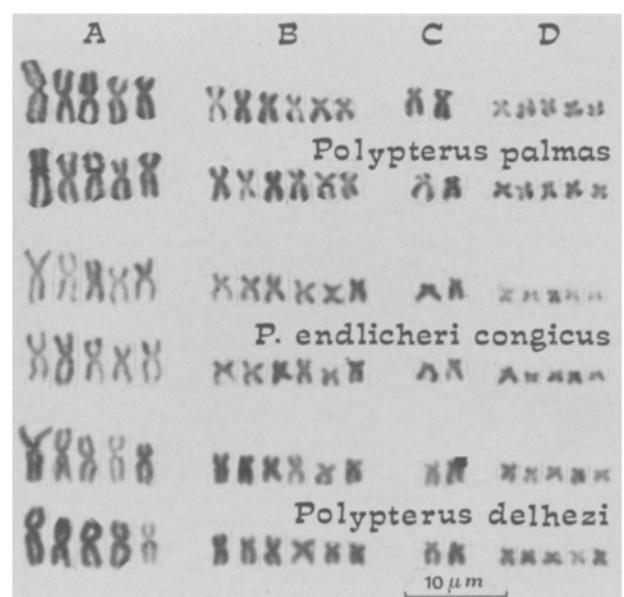 A B C D
Polypterus palmas
P. endlicheri congicus
Polypterus delhezi
10 μm